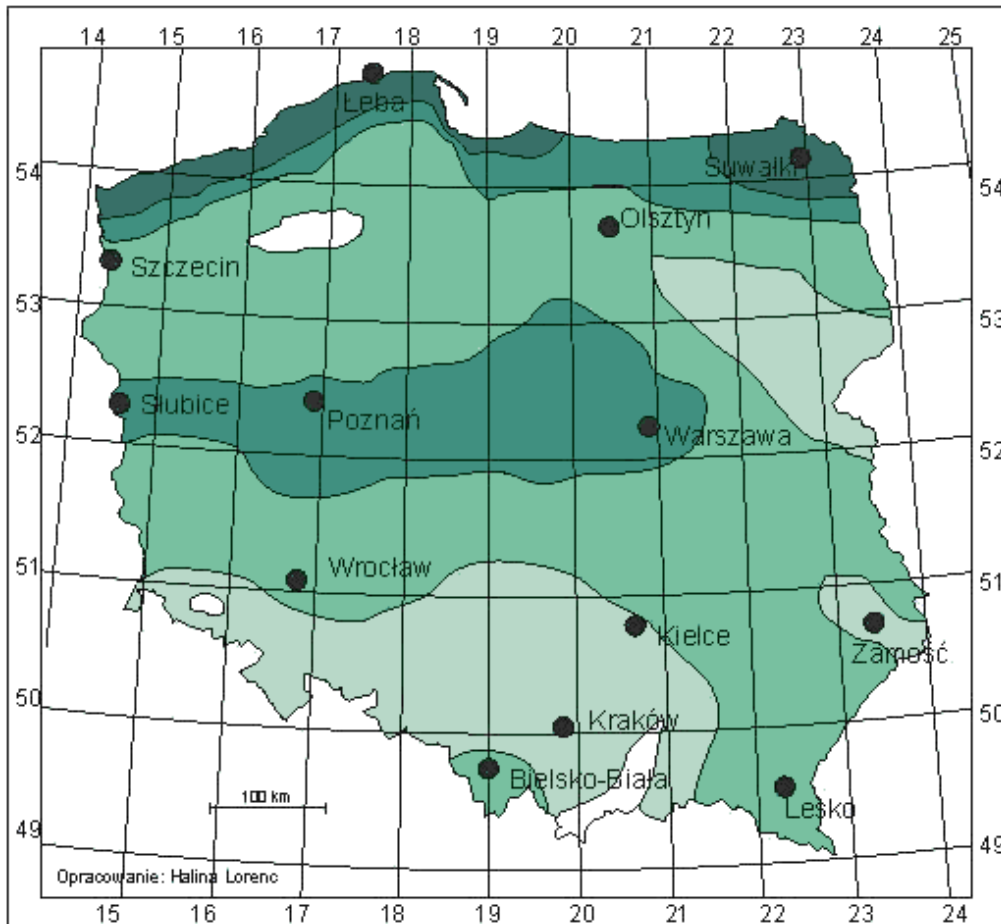 14 15 16 17 18 19 20 21 22 23 24 25
Łeba
54 Suwałki 54
Olsztyn
Szczecin
53 53
Słubice Poznań Warszawa
52 52
Wrocław
51 51
Kielce
Zamość
50 Kraków 50
Bielsko-Biała
100 km Lesko
49 49
Opracowanie: Halina Lorenc
15 16 17 18 19 20 21 22 23 24